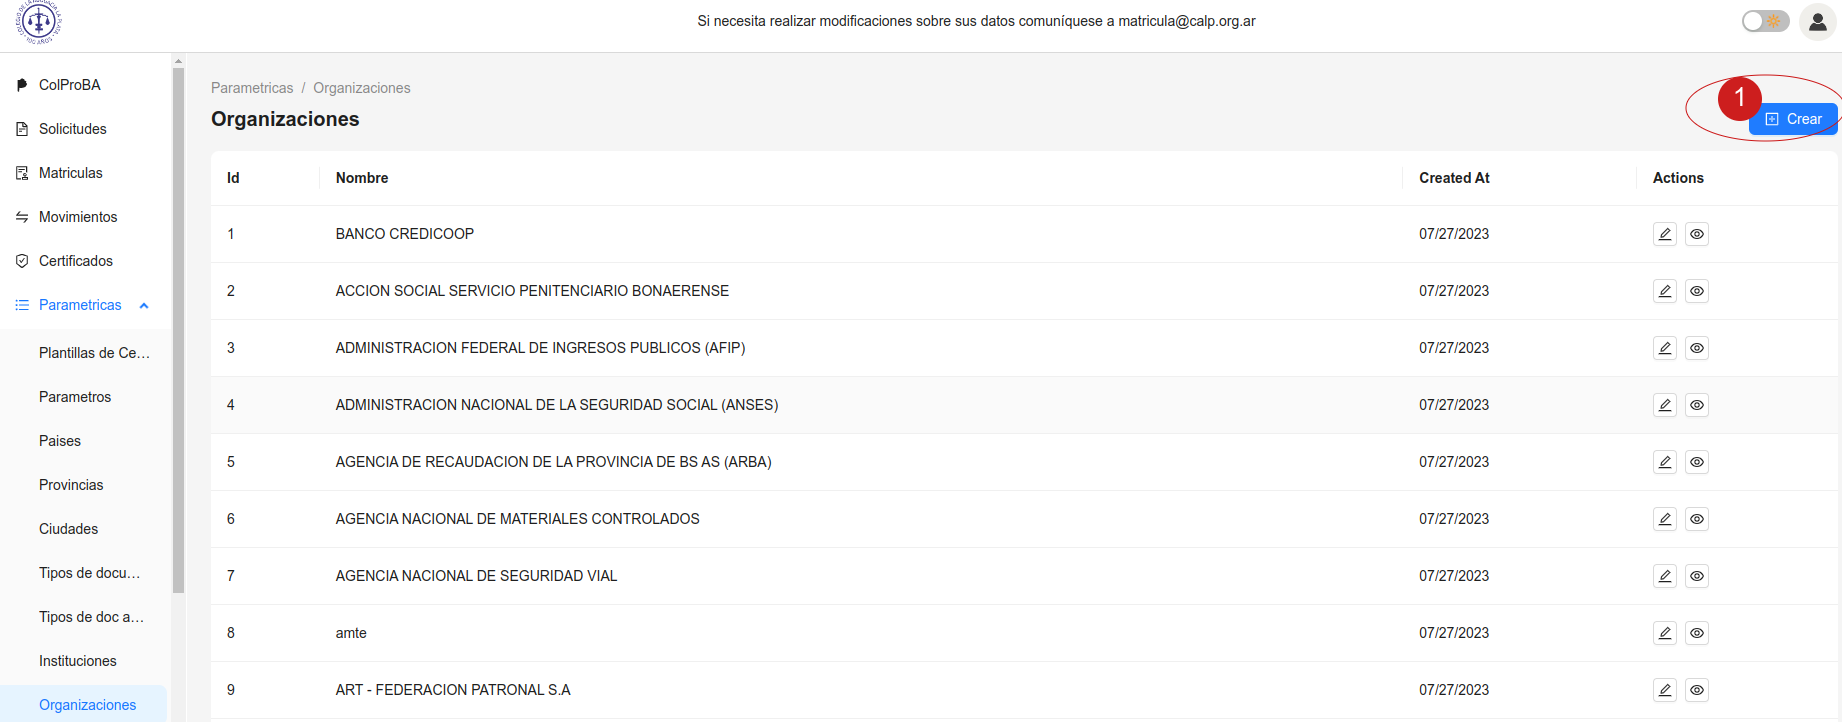 Si necesita realizar modificaciones sobre sus datos comuníquese a matricula@calp.org.ar
ColProBA
Solicitudes
Matriculas
Movimientos
Certificados
Parametricas
Plantillas de Ce...
Parametros
Paises
Provincias
Ciudades
Tipos de docu...
Tipos de doc a...
Instituciones
Organizaciones
Parametricas / Organizaciones
Organizaciones
1
Crear
Id Nombre Created At Actions
1 BANCO CREDICOOP 07/27/2023
2 ACCION SOCIAL SERVICIO PENITENCIARIO BONAERENSE 07/27/2023
3 ADMINISTRACION FEDERAL DE INGRESOS PUBLICOS (AFIP) 07/27/2023
4 ADMINISTRACION NACIONAL DE LA SEGURIDAD SOCIAL (ANSES) 07/27/2023
5 AGENCIA DE RECAUDACION DE LA PROVINCIA DE BS AS (ARBA) 07/27/2023
6 AGENCIA NACIONAL DE MATERIALES CONTROLADOS 07/27/2023
7 AGENCIA NACIONAL DE SEGURIDAD VIAL 07/27/2023
8 amte 07/27/2023
9 ART - FEDERACION PATRONAL S.A 07/27/2023